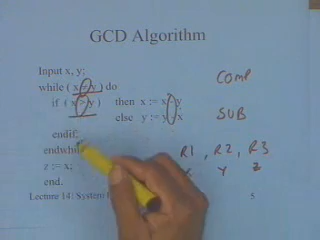 GCD Algorithm
Input x, y;
while ( x ≠ y ) do
if ( x > y ) then x := x - y
else y := y - x
endif;
endwhile
z := x;
end.
Lecture 14: System
5
COMP
SUB
R1, R2, R3
X Y Z